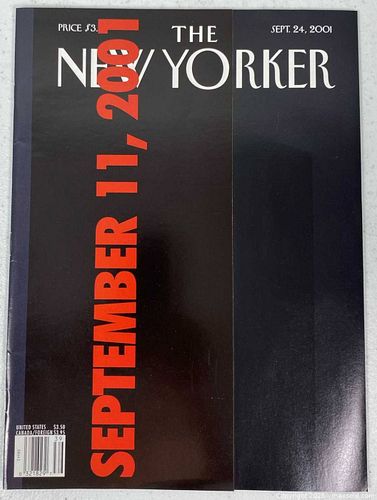 PRICE $3.
THE
SEPT. 24, 2001
NEW YORKER
SEPTEMBER 11, 2001
UNITED STATES $3.50
CANADA/FOREIGN $3.95
39